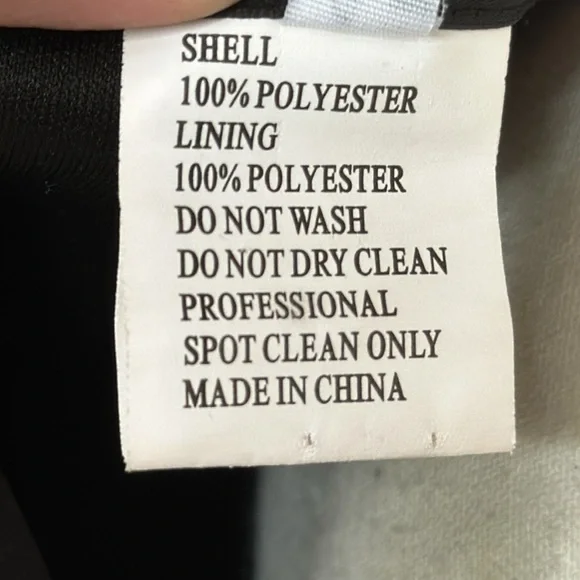 SHELL
100% POLYESTER
LINING
100% POLYESTER
DO NOT WASH
DO NOT DRY CLEAN
PROFESSIONAL
SPOT CLEAN ONLY
MADE IN CHINA